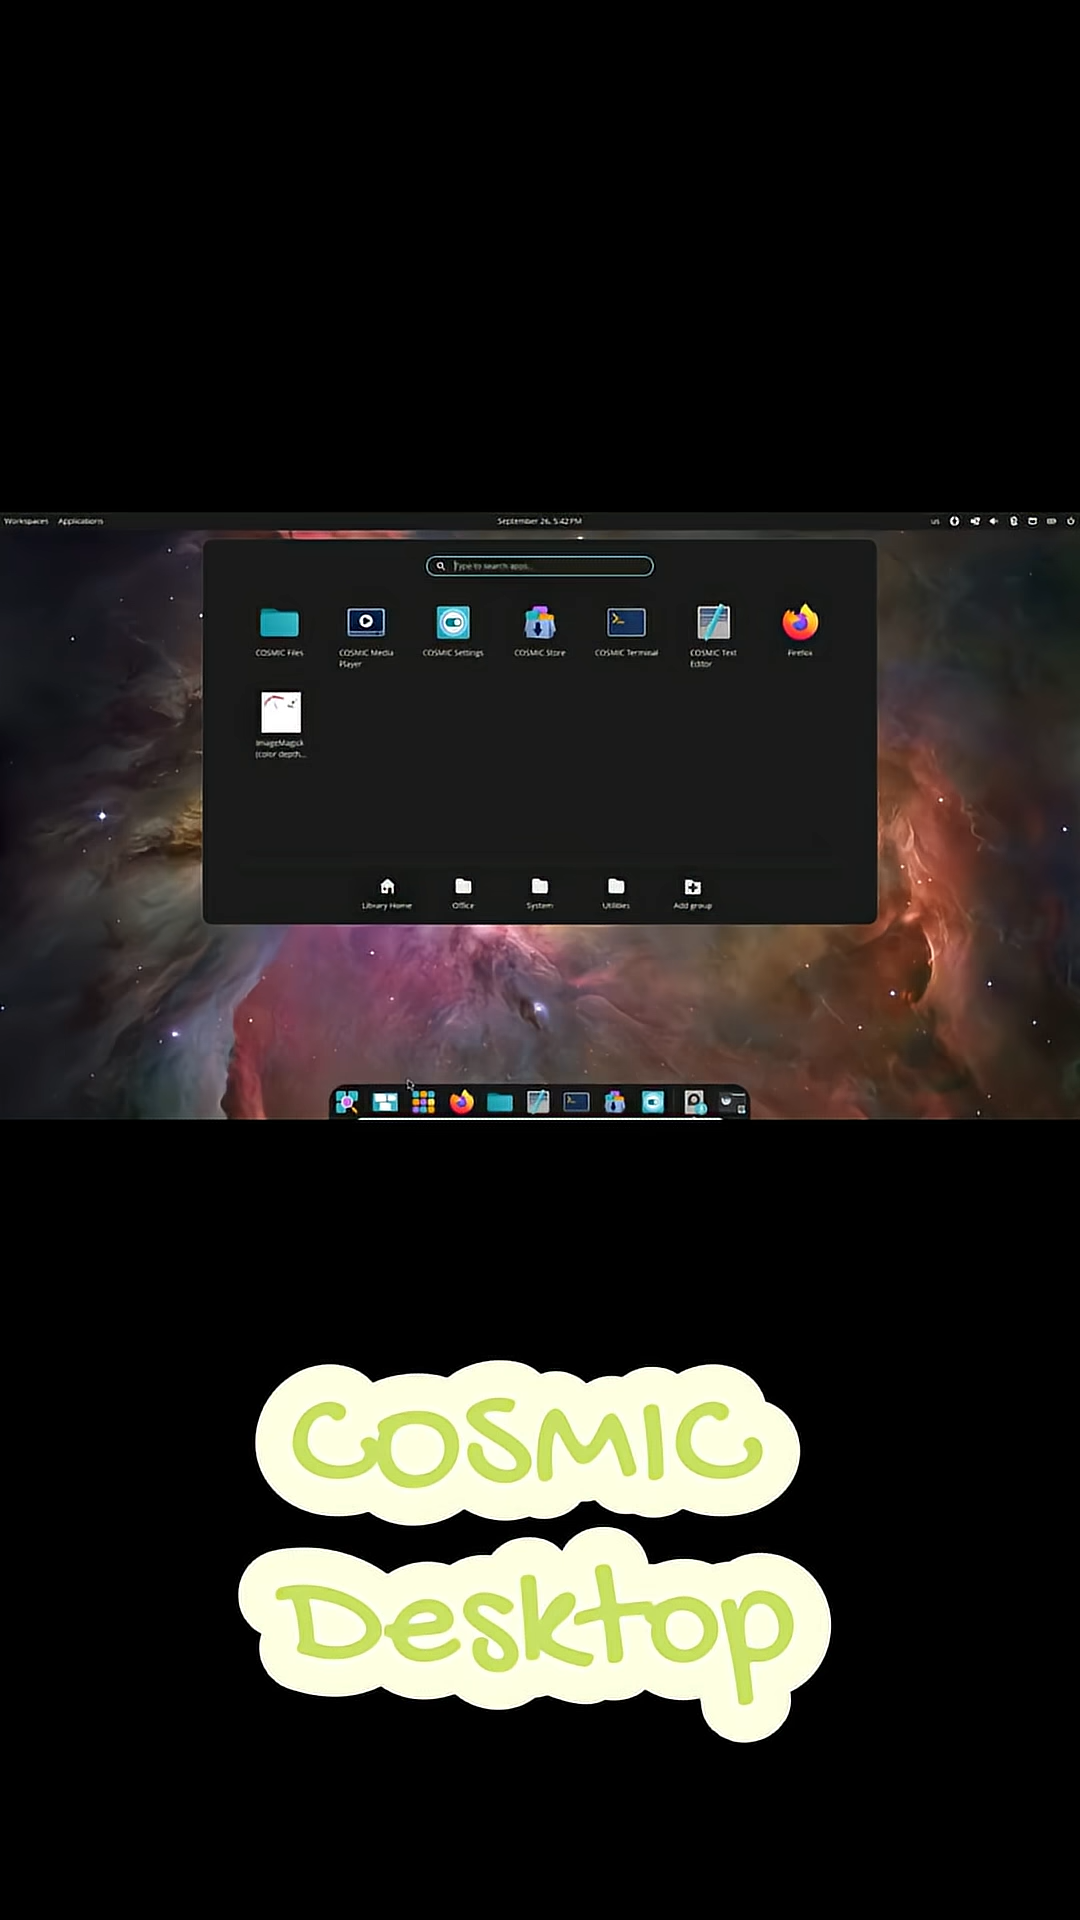 Workspaces Applications September 26, 5:42 PM us
Type to search apps...
COSMIC Files COSMIC Media Player COSMIC Settings COSMIC Store COSMIC Terminal COSMIC Text Editor Firefox
ImageMagick (color depth...
Library Home Office System Utilities Add group
COSMIC
Desktop